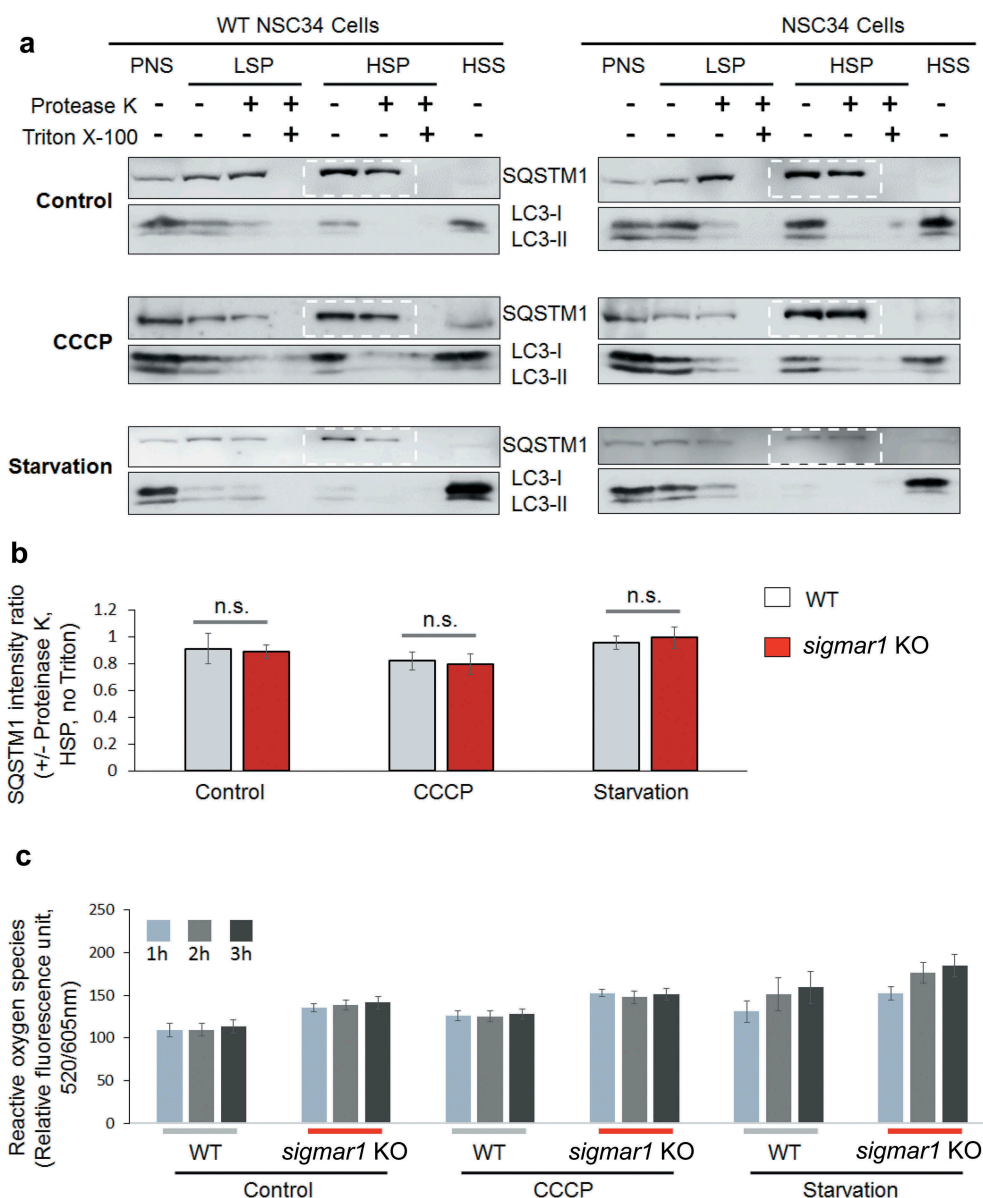 a
WT NSC34 Cells NSC34 Cells
PNS LSP HSP HSS PNS LSP HSP HSS
Protease K - - + + - + + - - - + + - + + -
Triton X-100 - - - + - - + - - - - + - - + -
Control SQSTM1 SQSTM1
LC3-I
LC3-II
CCCP SQSTM1
LC3-I
LC3-II
Starvation SQSTM1
LC3-I
LC3-II
b
SQSTM1 intensity ratio
(+/- Proteinase K,
HSP, no Triton)
1.2
1
0.8
0.6
0.4
0.2
0
n.s. n.s. n.s.
Control CCCP Starvation
WT
sigmar1 KO
c
Reactive oxygen species
(Relative fluorescence unit,
520/605nm)
250
200
150
100
50
0
1h 2h 3h
WT sigmar1 KO WT sigmar1 KO WT sigmar1 KO
Control CCCP Starvation